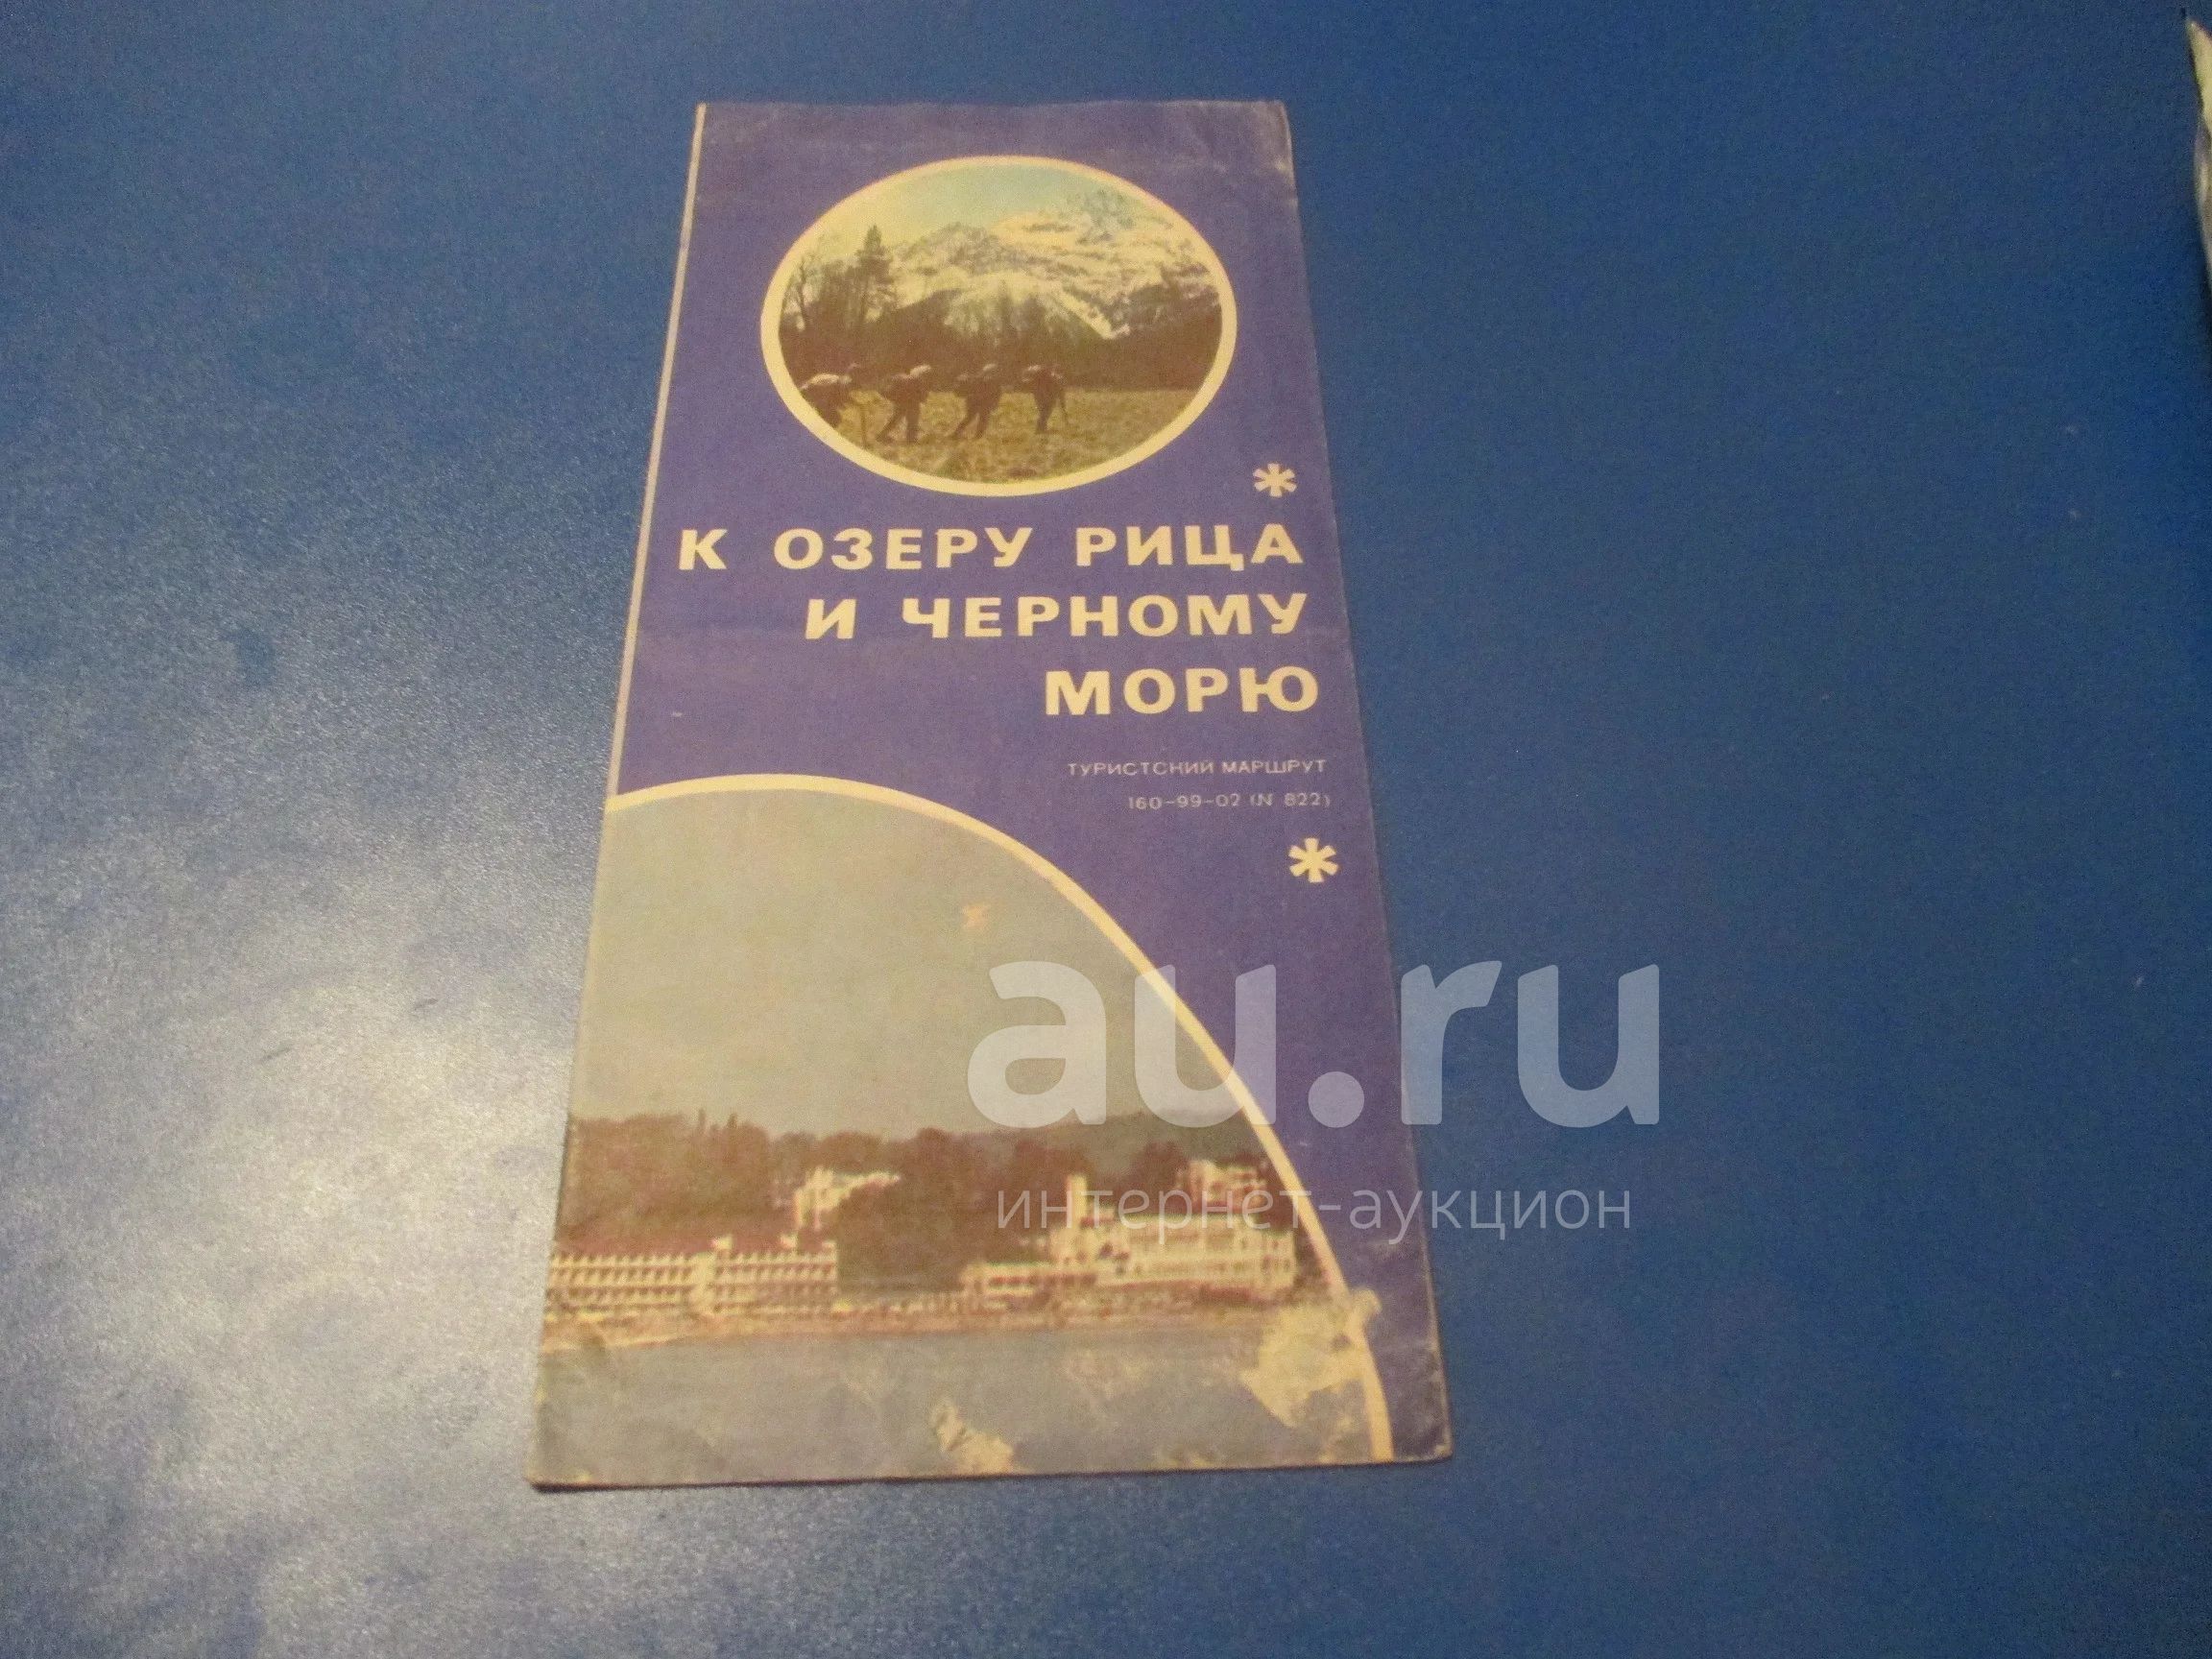 К ОЗЕРУ РИЦА
И ЧЕРНОМУ
МОРЮ
ТУРИСТСКИЙ МАРШРУТ
160-99-02 (N 822)
au.ru
интернет-аукцион